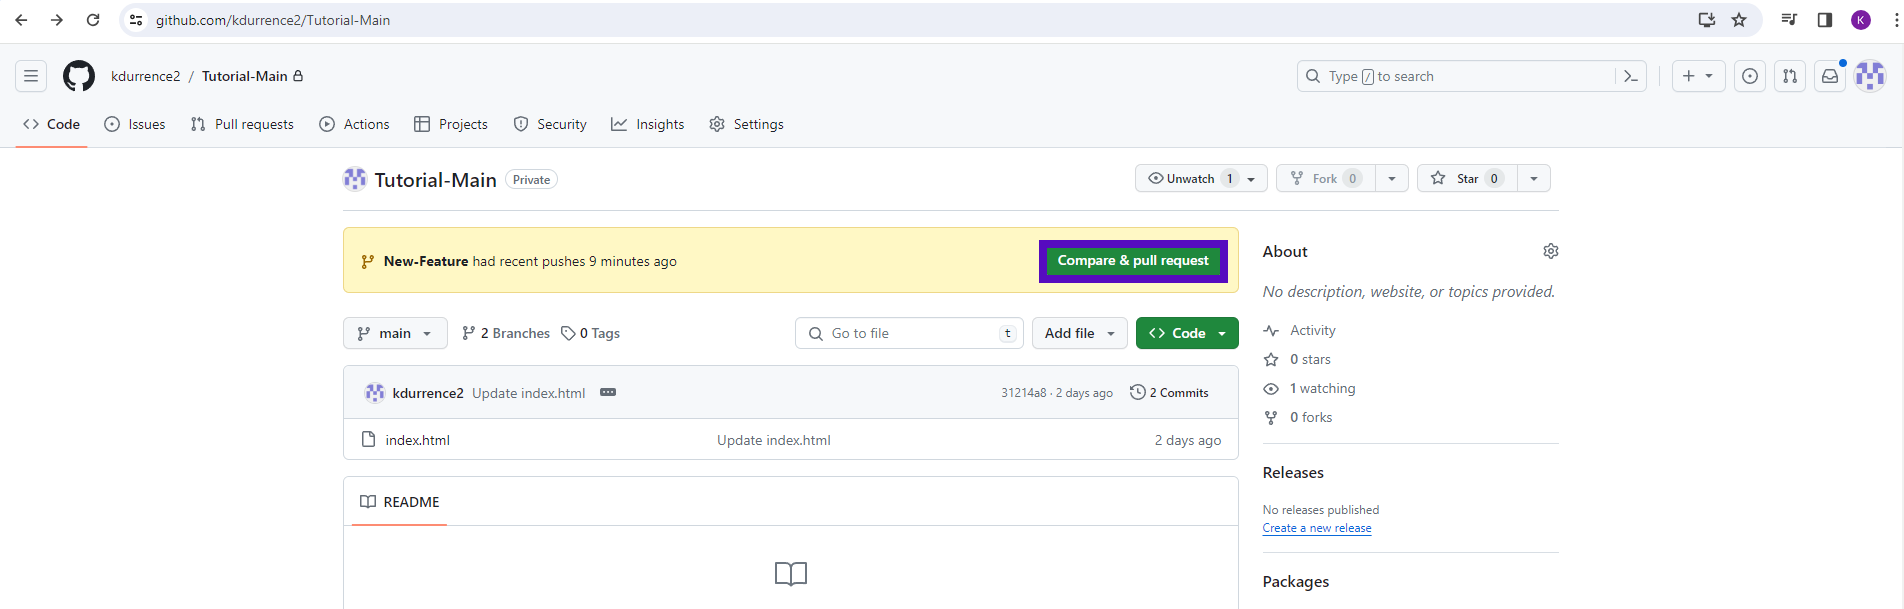 github.com/kdurrence2/Tutorial-Main
K
kdurrence2 / Tutorial-Main
Type / to search
Code Issues Pull requests Actions Projects Security Insights Settings
Tutorial-Main Private
Unwatch 1 Fork 0 Star 0
New-Feature had recent pushes 9 minutes ago
Compare & pull request
main 2 Branches 0 Tags
Go to file t
Add file
Code
kdurrence2 Update index.html
31214a8 · 2 days ago 2 Commits
index.html Update index.html 2 days ago
README
About
No description, website, or topics provided.
Activity
0 stars
1 watching
0 forks
Releases
No releases published
Create a new release
Packages